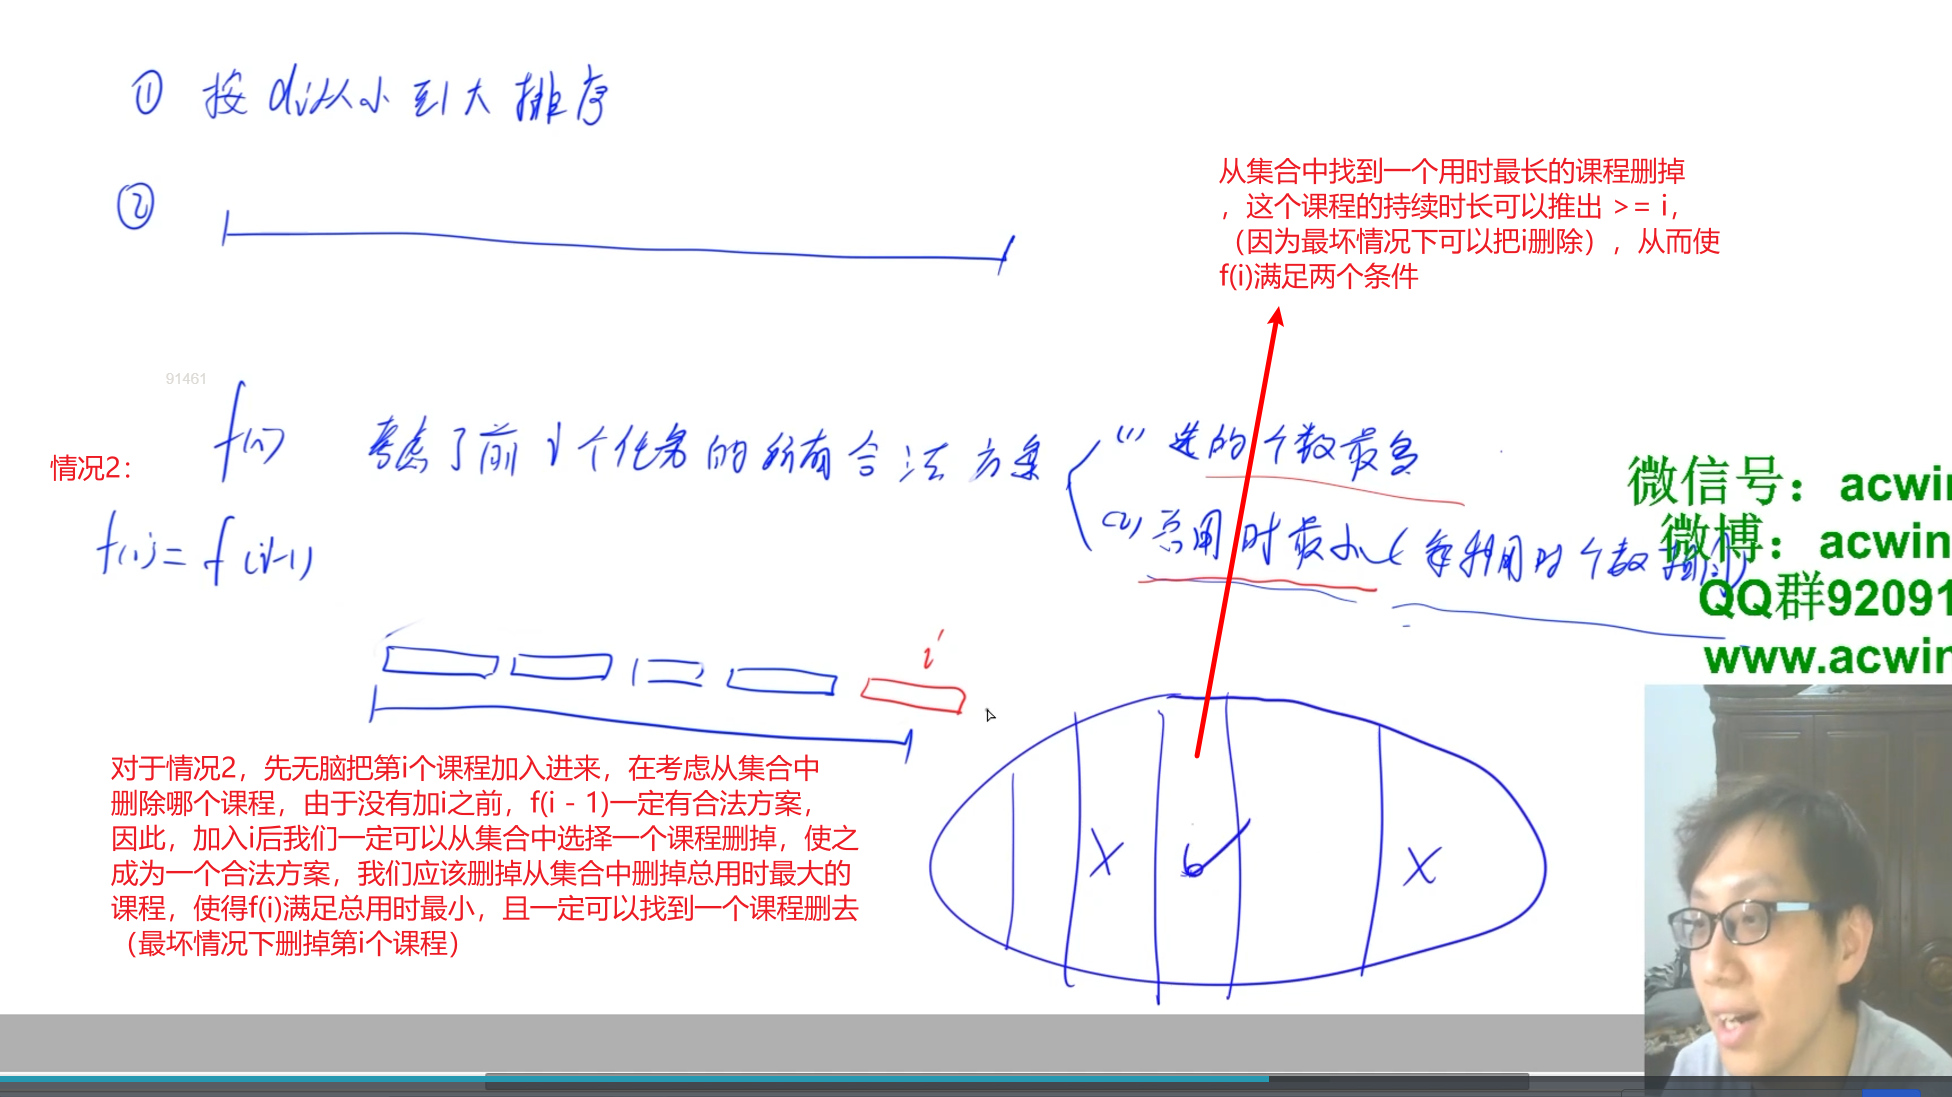 ① 按 di 从小到大排序
②
从集合中找到一个用时最长的课程删掉
，这个课程的持续时长可以推出 >= i，
（因为最坏情况下可以把i删除），从而使
f(i)满足两个条件
91461
f(i) 考虑了前 i 个任务的所有合法方案
(1) 选的个数最多
情况2：
(2) 总用时最小
f(i) = f(i-1)
微信号：acwin
微博：acwin
QQ群92091
www.acwin
i
对于情况2，先无脑把第i个课程加入进来，在考虑从集合中
删除哪个课程，由于没有加i之前，f(i - 1)一定有合法方案，
因此，加入i后我们一定可以从集合中选择一个课程删掉，使之
成为一个合法方案，我们应该删掉从集合中删掉总用时最大的
课程，使得f(i)满足总用时最小，且一定可以找到一个课程删去
（最坏情况下删掉第i个课程）